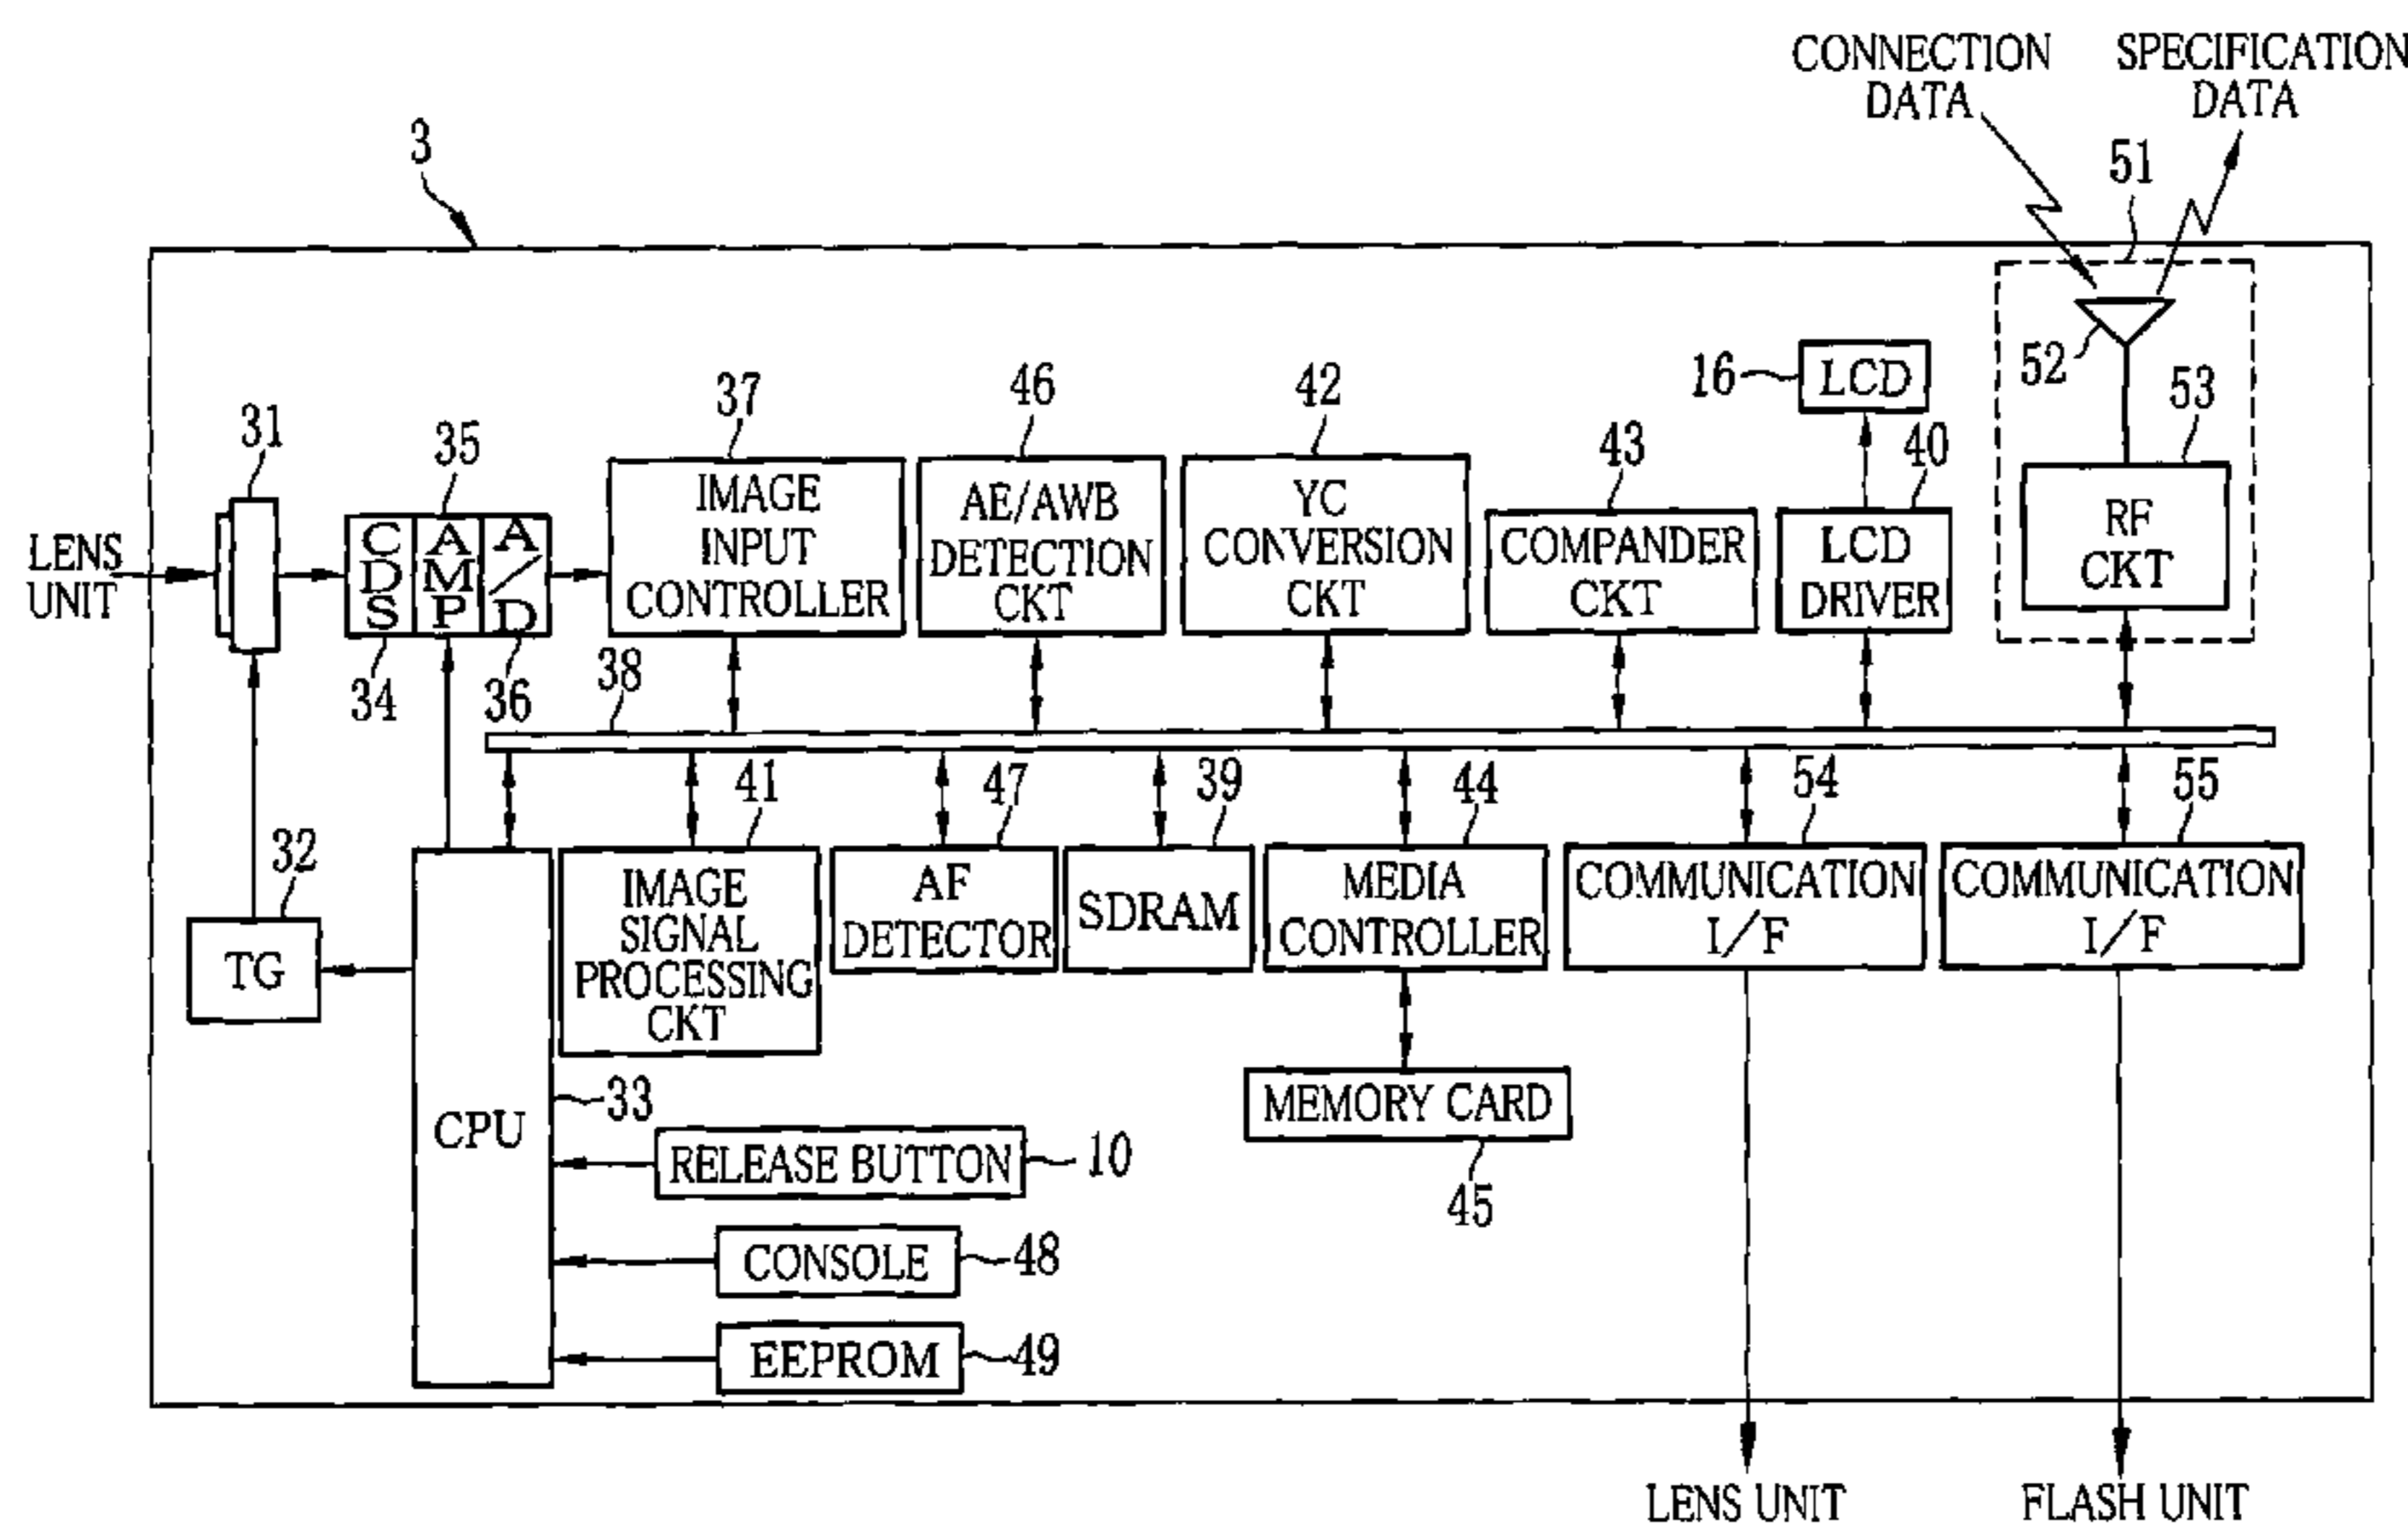 CONNECTION
DATA
SPECIFICATION
DATA
3
51
52
53
RF
CKT
16
LCD
37
46
42
43
40
31
35
IMAGE
INPUT
CONTROLLER
AE/AWB
DETECTION
CKT
YC
CONVERSION
CKT
COMPANDER
CKT
LCD
DRIVER
LENS
UNIT
CDS
AMP
A/D
34
36
38
41
47
39
44
54
55
32
TG
CPU
33
IMAGE
SIGNAL
PROCESSING
CKT
AF
DETECTOR
SDRAM
MEDIA
CONTROLLER
COMMUNICATION
I/F
COMMUNICATION
I/F
MEMORY CARD
45
RELEASE BUTTON
10
CONSOLE
48
EEPROM
49
LENS UNIT
FLASH UNIT